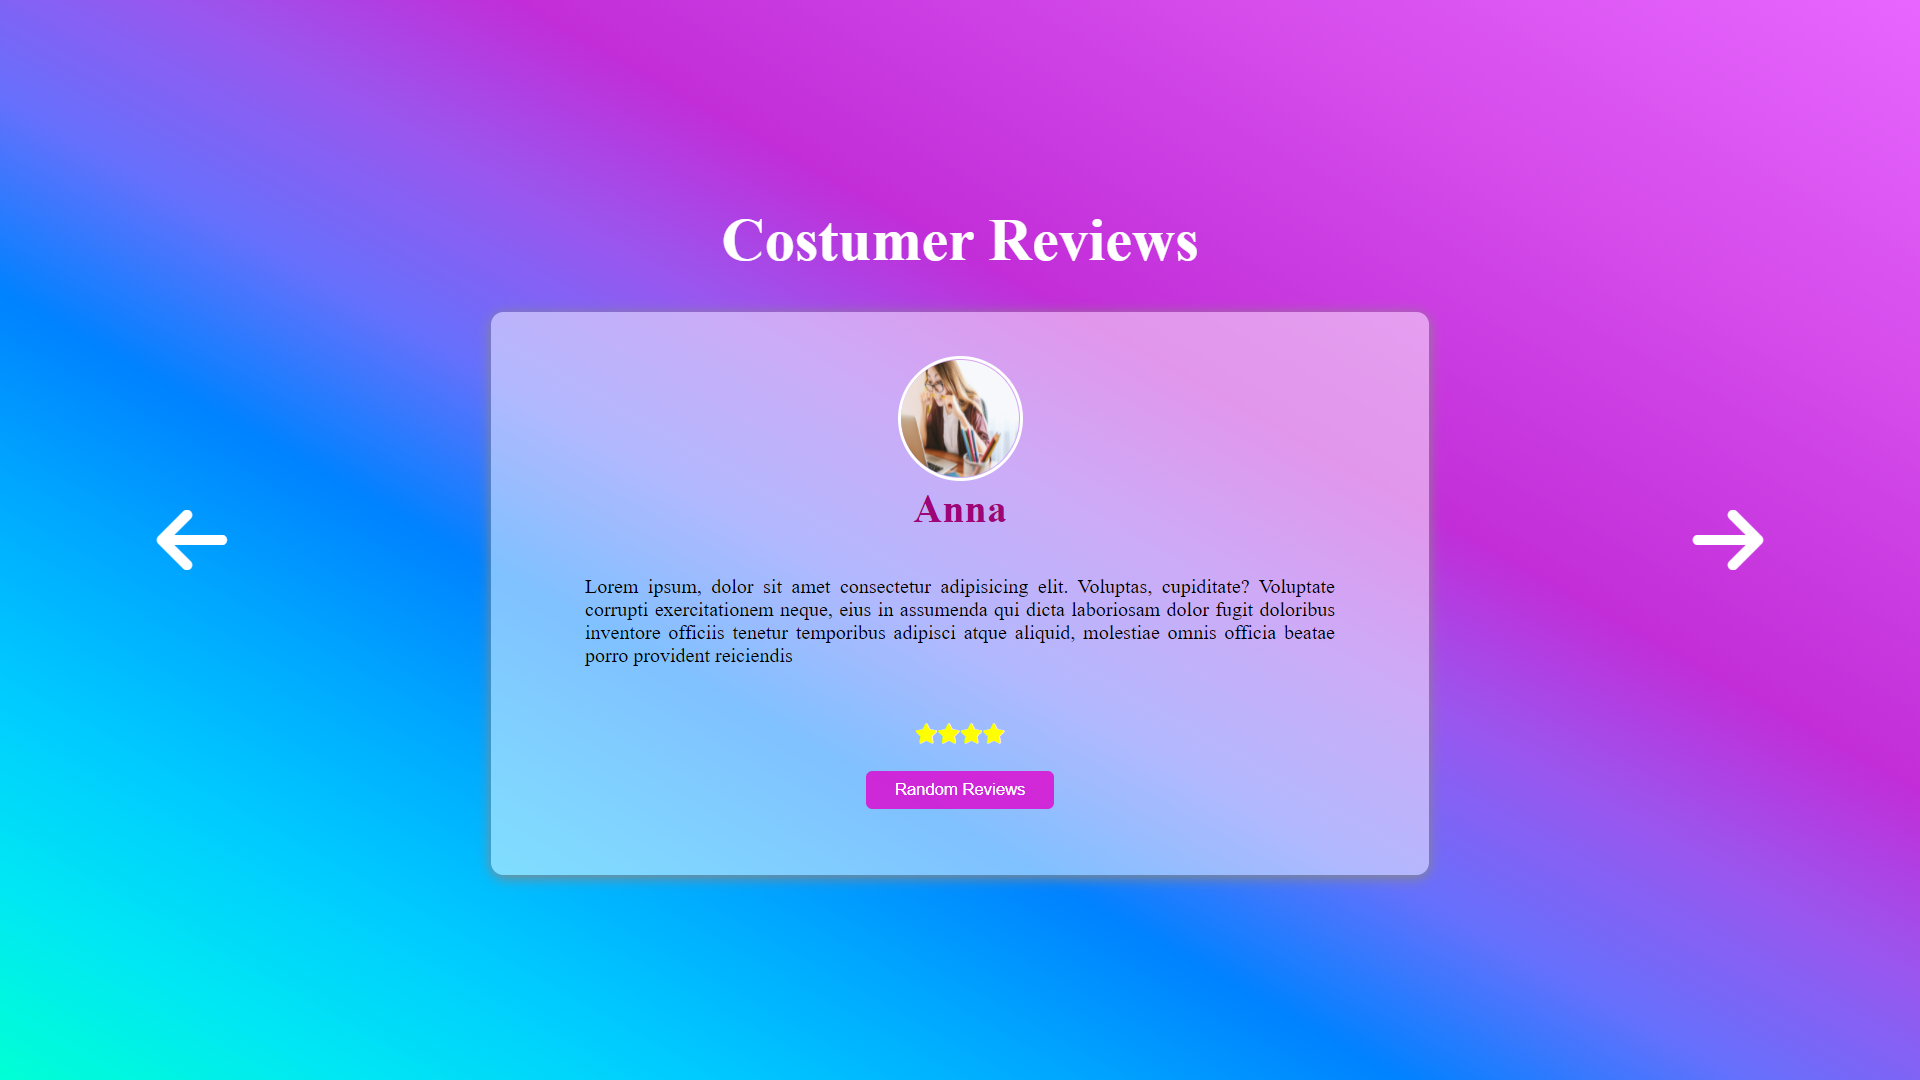 Costumer Reviews
Anna
Lorem ipsum, dolor sit amet consectetur adipisicing elit. Voluptas, cupiditate? Voluptate
corrupti exercitationem neque, eius in assumenda qui dicta laboriosam dolor fugit doloribus
inventore officiis tenetur temporibus adipisci atque aliquid, molestiae omnis officia beatae
porro provident reiciendis
Random Reviews